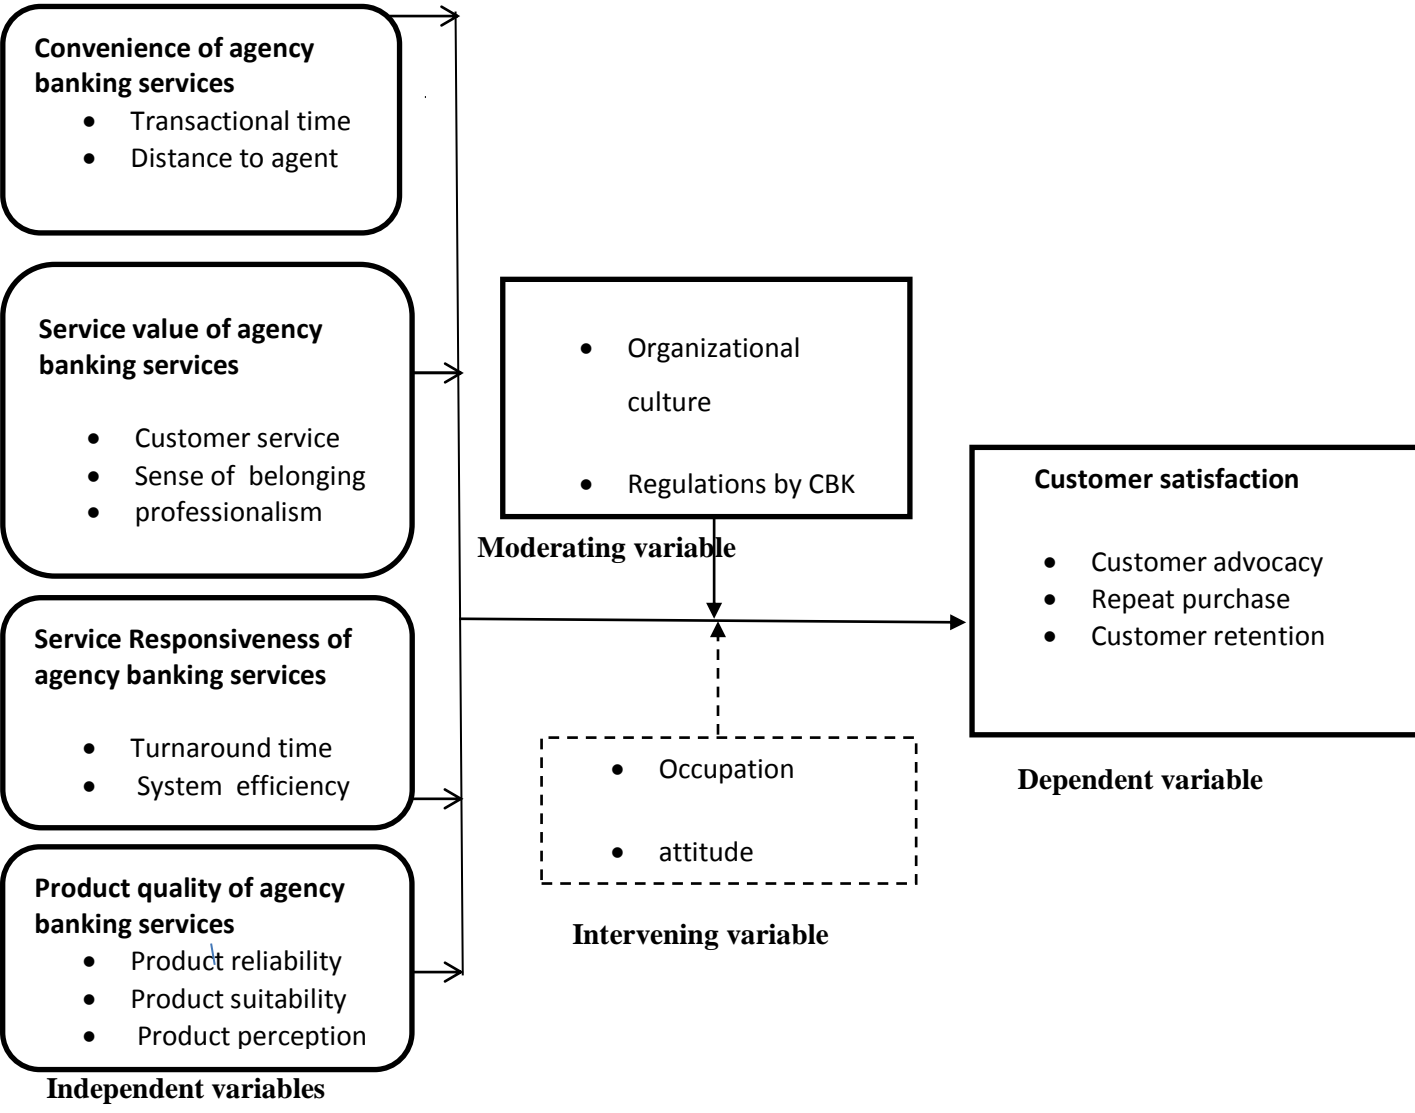 Convenience of agency
banking services
• Transactional time
• Distance to agent
Service value of agency
banking services
• Customer service
• Sense of belonging
• professionalism
Service Responsiveness of
agency banking services
• Turnaround time
• System efficiency
Product quality of agency
banking services
• Product reliability
• Product suitability
• Product perception
Independent variables
• Organizational
culture
• Regulations by CBK
Moderating variable
• Occupation
• attitude
Intervening variable
Customer satisfaction
• Customer advocacy
• Repeat purchase
• Customer retention
Dependent variable